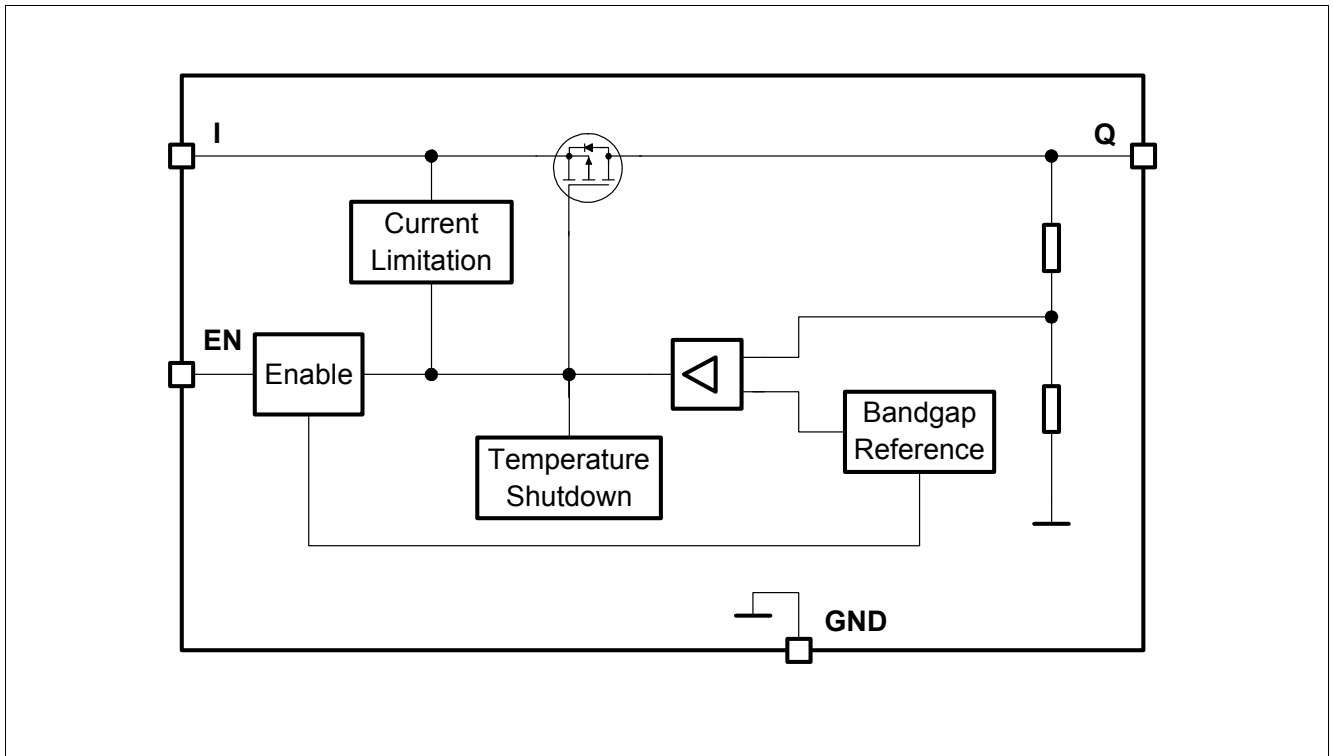 I
Q
Current
Limitation
EN
Enable
Bandgap
Reference
Temperature
Shutdown
GND